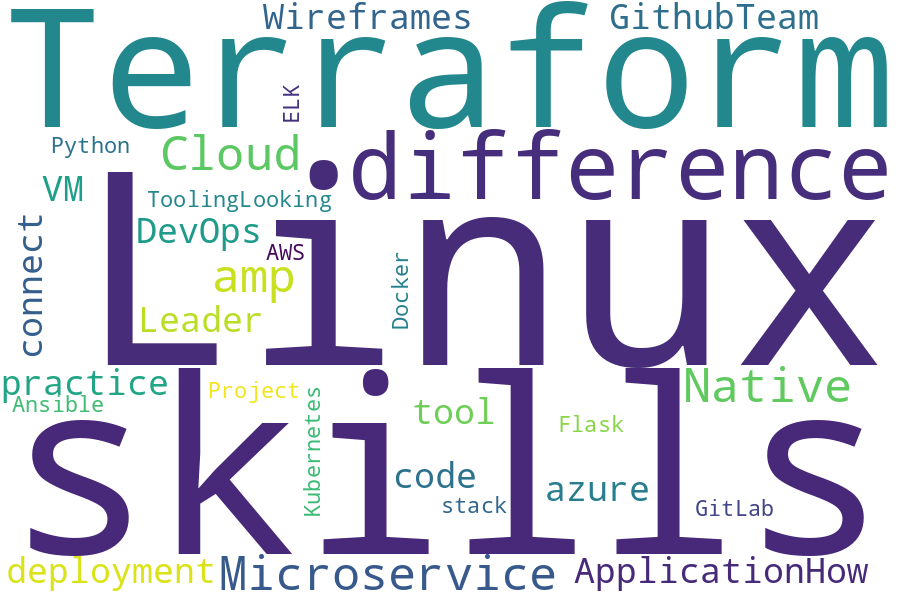 Wireframes
GithubTeam
Terraform
ELK
Python
Cloud
difference
VM
ToolingLooking
connect
DevOps
AWS
amp
Docker
Leader
Linux
practice
Ansible
Project
Kubernetes
tool
Flask
Native
code
stack
azure
GitLab
skills
deployment
Microservice
ApplicationHow